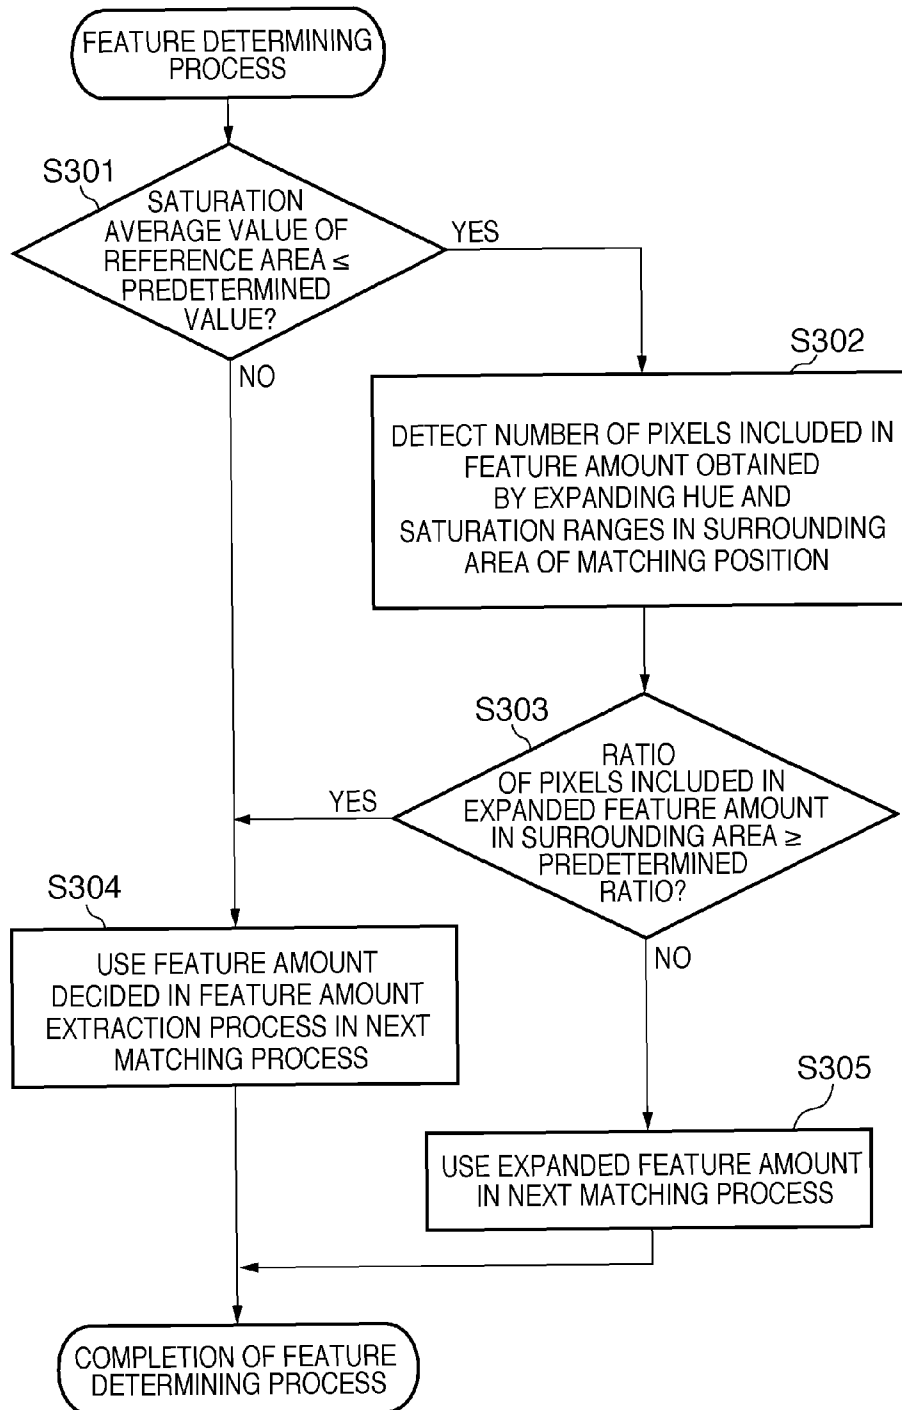 FEATURE DETERMINING
PROCESS
S301
SATURATION
AVERAGE VALUE OF
REFERENCE AREA ≤
PREDETERMINED
VALUE?
YES
NO
S302
DETECT NUMBER OF PIXELS INCLUDED IN
FEATURE AMOUNT OBTAINED
BY EXPANDING HUE AND
SATURATION RANGES IN SURROUNDING
AREA OF MATCHING POSITION
S303
RATIO
OF PIXELS INCLUDED IN
EXPANDED FEATURE AMOUNT
IN SURROUNDING AREA ≥
PREDETERMINED
RATIO?
YES
NO
S304
USE FEATURE AMOUNT
DECIDED IN FEATURE AMOUNT
EXTRACTION PROCESS IN NEXT
MATCHING PROCESS
S305
USE EXPANDED FEATURE AMOUNT
IN NEXT MATCHING PROCESS
COMPLETION OF FEATURE
DETERMINING PROCESS